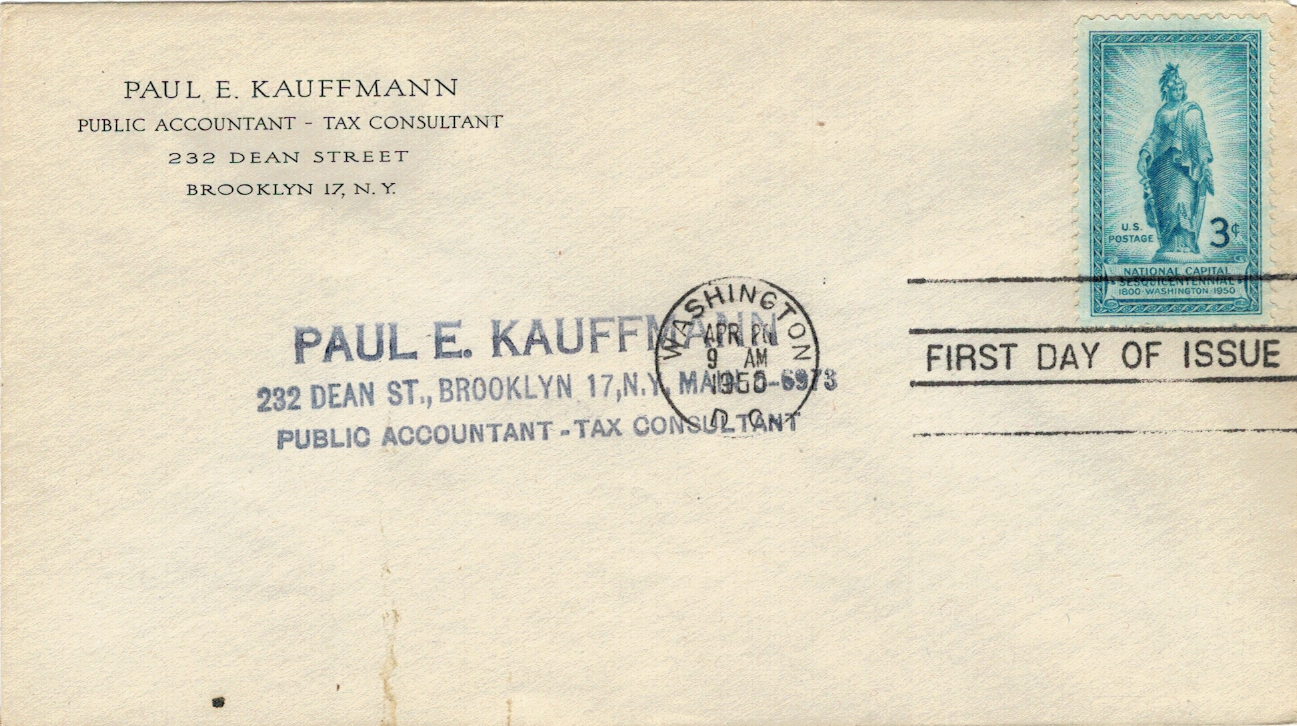 PAUL E. KAUFFMANN
PUBLIC ACCOUNTANT - TAX CONSULTANT
232 DEAN STREET
BROOKLYN 17, N. Y.
U.S.
POSTAGE
3¢
NATIONAL CAPITAL
SESQUICENTENNIAL
1800·WASHINGTON·1950
WASHINGTON
APR 20
9 AM
1950
D. C.
FIRST DAY OF ISSUE
PAUL E. KAUFFMANN
232 DEAN ST., BROOKLYN 17, N.Y.
PUBLIC ACCOUNTANT - TAX CONSULTANT